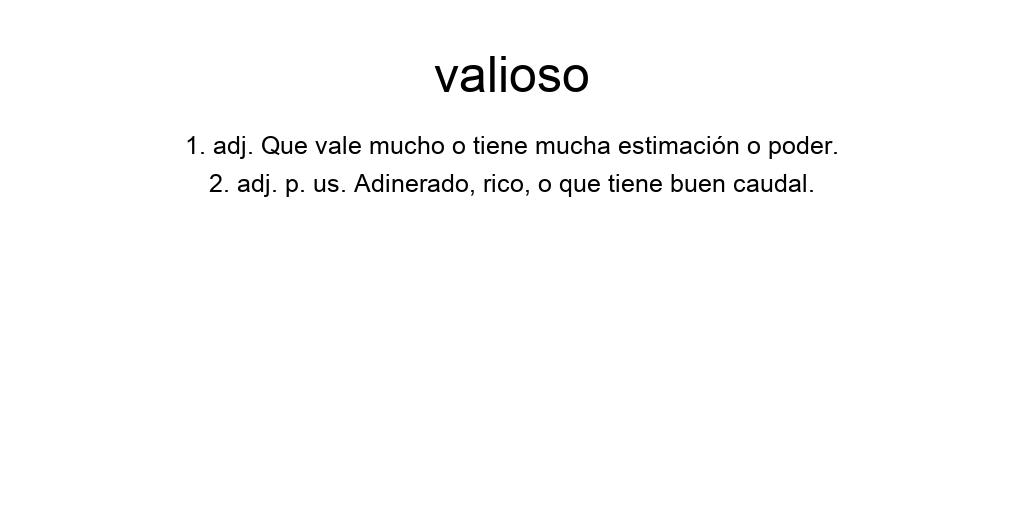 valioso
1. adj. Que vale mucho o tiene mucha estimación o poder.
2. adj. p. us. Adinerado, rico, o que tiene buen caudal.